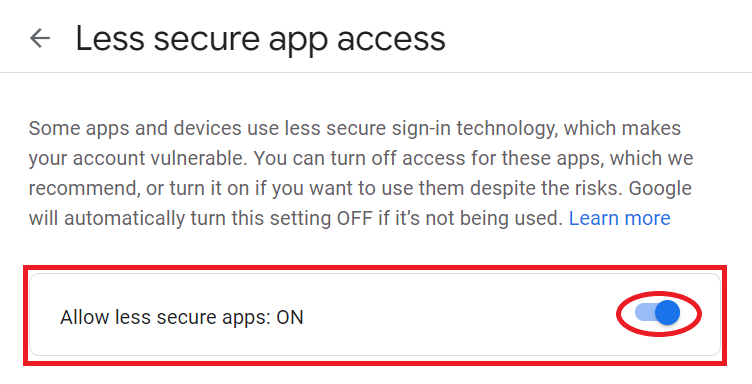 Less secure app access
Some apps and devices use less secure sign-in technology, which makes
your account vulnerable. You can turn off access for these apps, which we
recommend, or turn it on if you want to use them despite the risks. Google
will automatically turn this setting OFF if it's not being used. Learn more
Allow less secure apps: ON